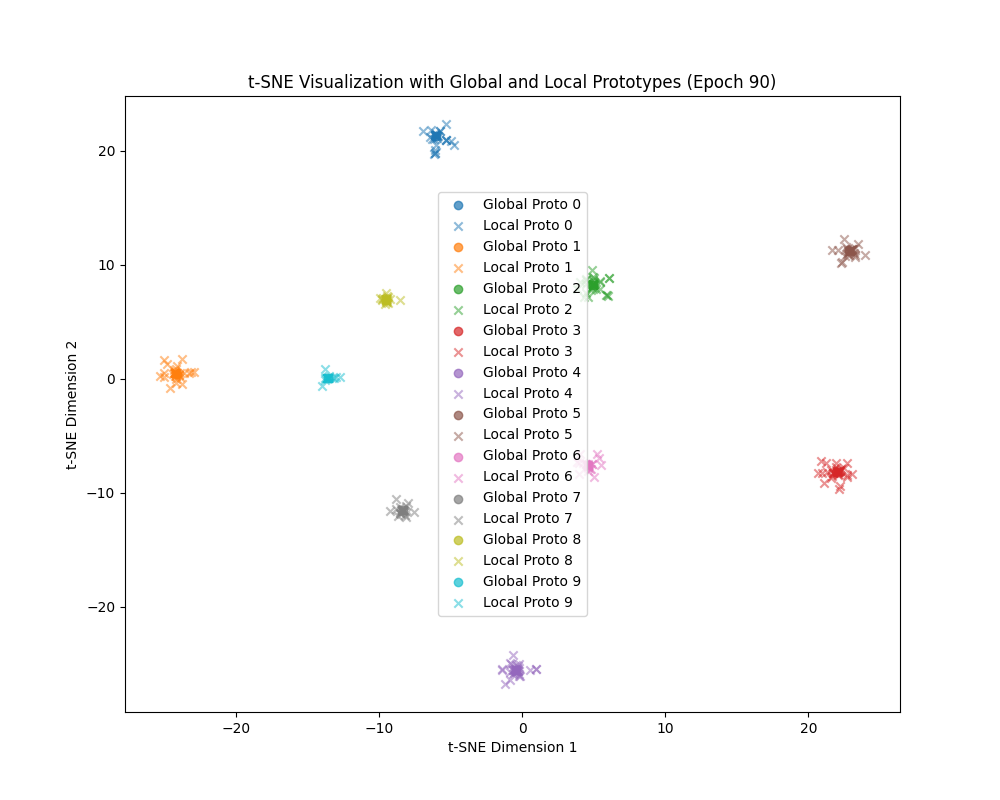 t-SNE Visualization with Global and Local Prototypes (Epoch 90)
t-SNE Dimension 2
20
10
0
−10
−20
Global Proto 0
Local Proto 0
Global Proto 1
Local Proto 1
Global Proto 2
Local Proto 2
Global Proto 3
Local Proto 3
Global Proto 4
Local Proto 4
Global Proto 5
Local Proto 5
Global Proto 6
Local Proto 6
Global Proto 7
Local Proto 7
Global Proto 8
Local Proto 8
Global Proto 9
Local Proto 9
−20 −10 0 10 20
t-SNE Dimension 1